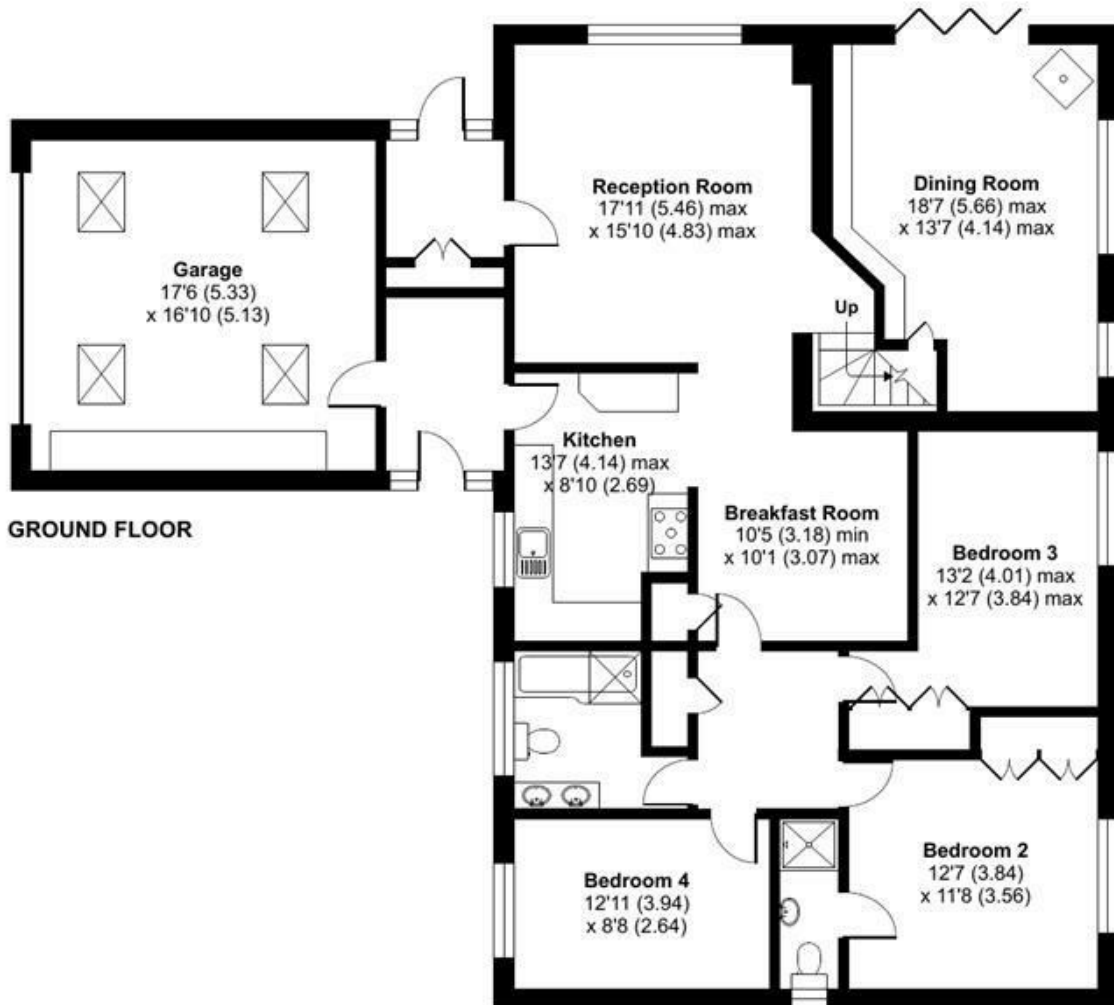 Reception Room
17'11 (5.46) max
x 15'10 (4.83) max
Dining Room
18'7 (5.66) max
x 13'7 (4.14) max
Garage
17'6 (5.33)
x 16'10 (5.13)
Up
Kitchen
13'7 (4.14) max
x 8'10 (2.69)
Breakfast Room
10'5 (3.18) min
x 10'1 (3.07) max
GROUND FLOOR
Bedroom 3
13'2 (4.01) max
x 12'7 (3.84) max
Bedroom 2
12'7 (3.84)
x 11'8 (3.56)
Bedroom 4
12'11 (3.94)
x 8'8 (2.64)